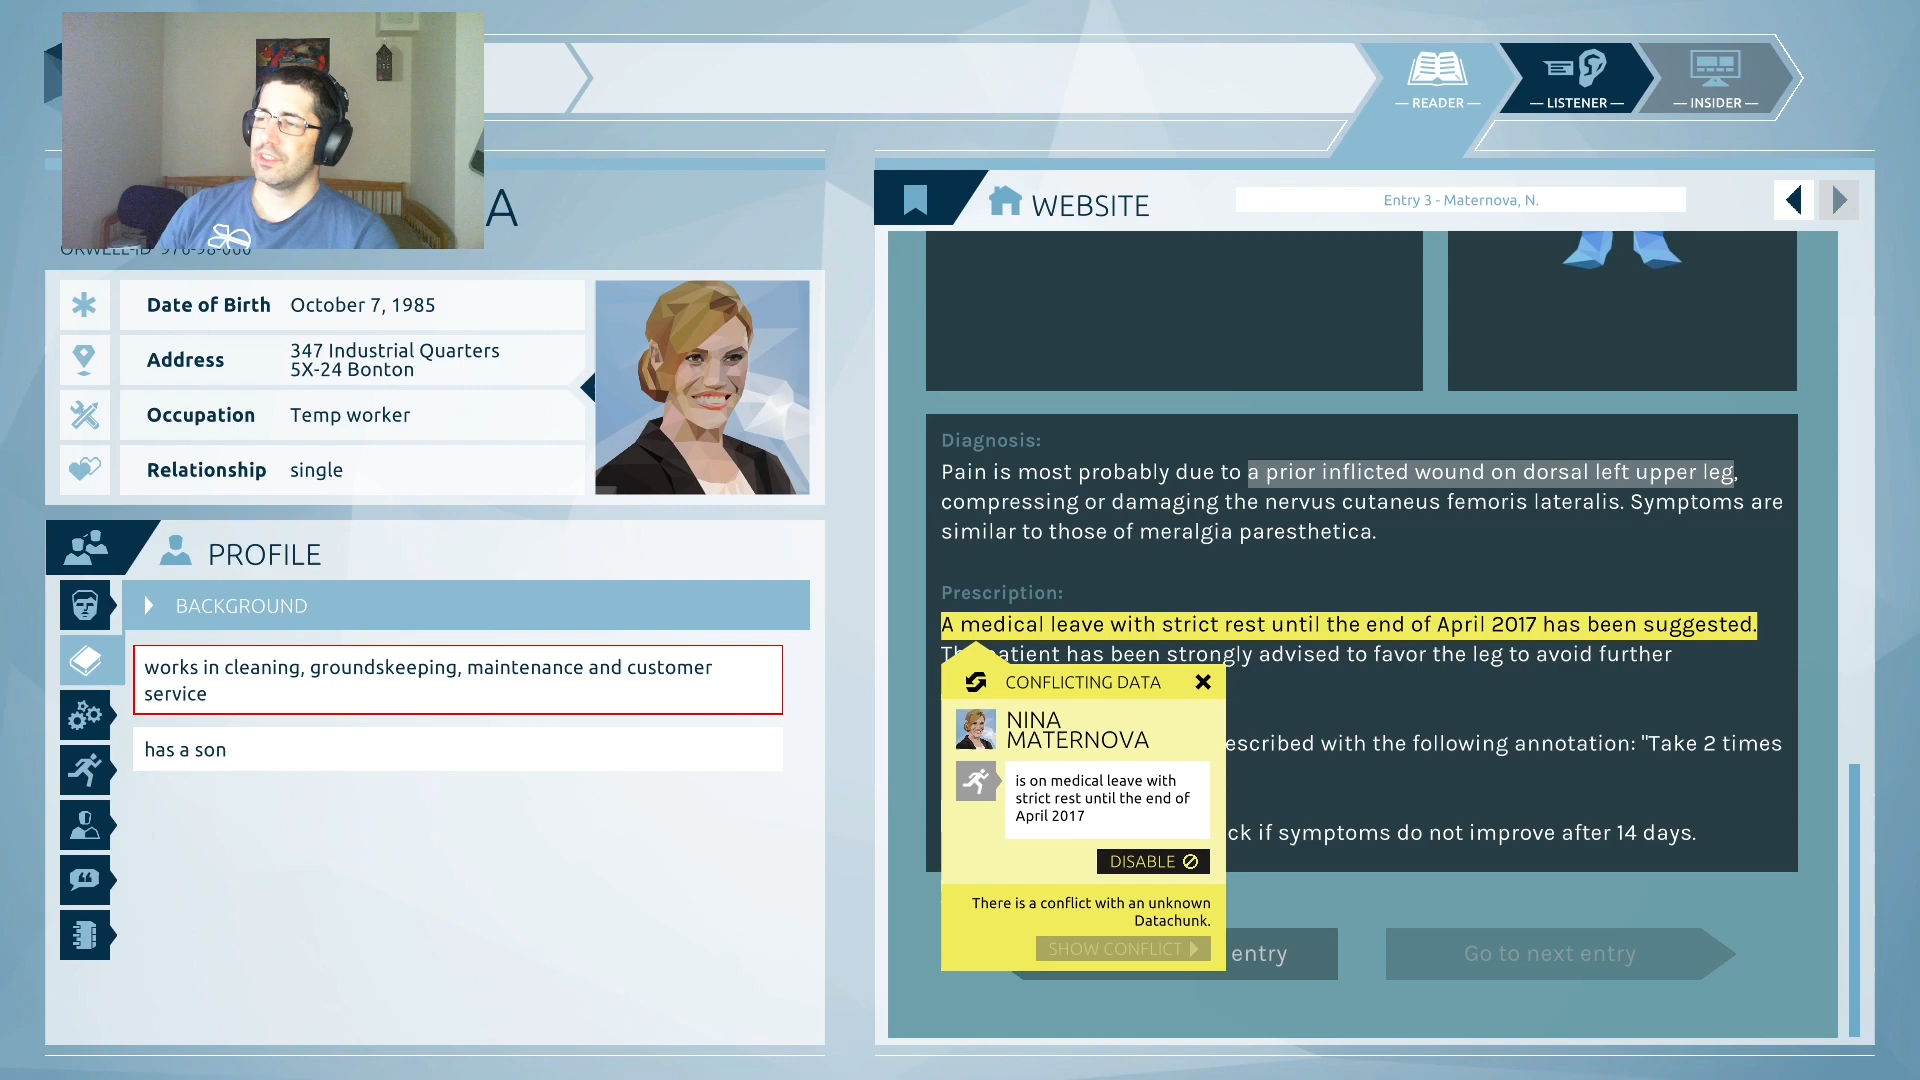 READER
LISTENER
INSIDER
A
WEBSITE
Entry 3 - Maternova, N.
Date of Birth October 7, 1985
Address 347 Industrial Quarters
5X-24 Bonton
Occupation Temp worker
Relationship single
PROFILE
BACKGROUND
works in cleaning, groundskeeping, maintenance and customer
service
has a son
Diagnosis:
Pain is most probably due to a prior inflicted wound on dorsal left upper leg,
compressing or damaging the nervus cutaneus femoris lateralis. Symptoms are
similar to those of meralgia paresthetica.
Prescription:
A medical leave with strict rest until the end of April 2017 has been suggested.
patient has been strongly advised to favor the leg to avoid further
escribed with the following annotation: "Take 2 times
ck if symptoms do not improve after 14 days.
CONFLICTING DATA
NINA
MATERNOVA
is on medical leave with
strict rest until the end of
April 2017
DISABLE
There is a conflict with an unknown
Datachunk.
SHOW CONFLICT
entry
Go to next entry